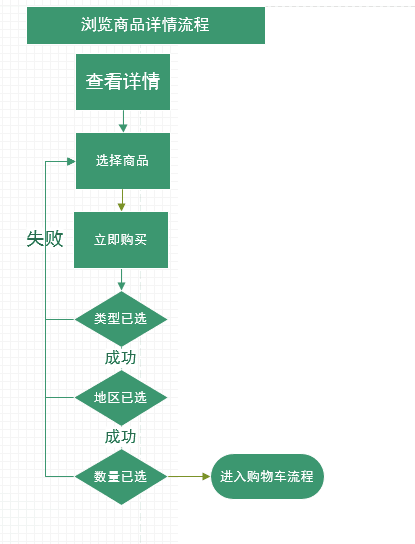 浏览商品详情流程
查看详情
选择商品
失败
立即购买
类型已选
成功
地区已选
成功
数量已选
进入购物车流程